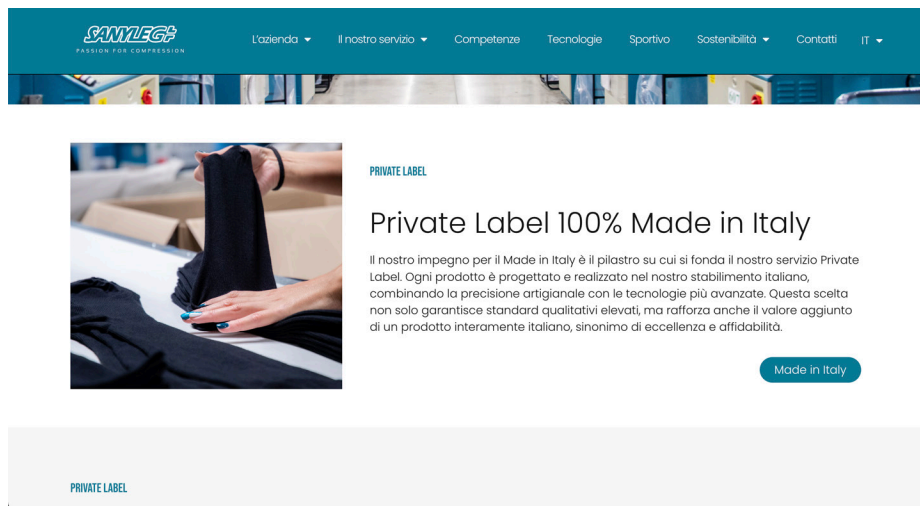 SANYLEG
PASSION FOR COMPRESSION
L'azienda
Il nostro servizio
Competenze
Tecnologie
Sportivo
Sostenibilità
Contatti
IT
PRIVATE LABEL
Private Label 100% Made in Italy
Il nostro impegno per il Made in Italy è il pilastro su cui si fonda il nostro servizio Private
Label. Ogni prodotto è progettato e realizzato nel nostro stabilimento italiano,
combinando la precisione artigianale con le tecnologie più avanzate. Questa scelta
non solo garantisce standard qualitativi elevati, ma rafforza anche il valore aggiunto
di un prodotto interamente italiano, sinonimo di eccellenza e affidabilità.
Made in Italy
PRIVATE LABEL